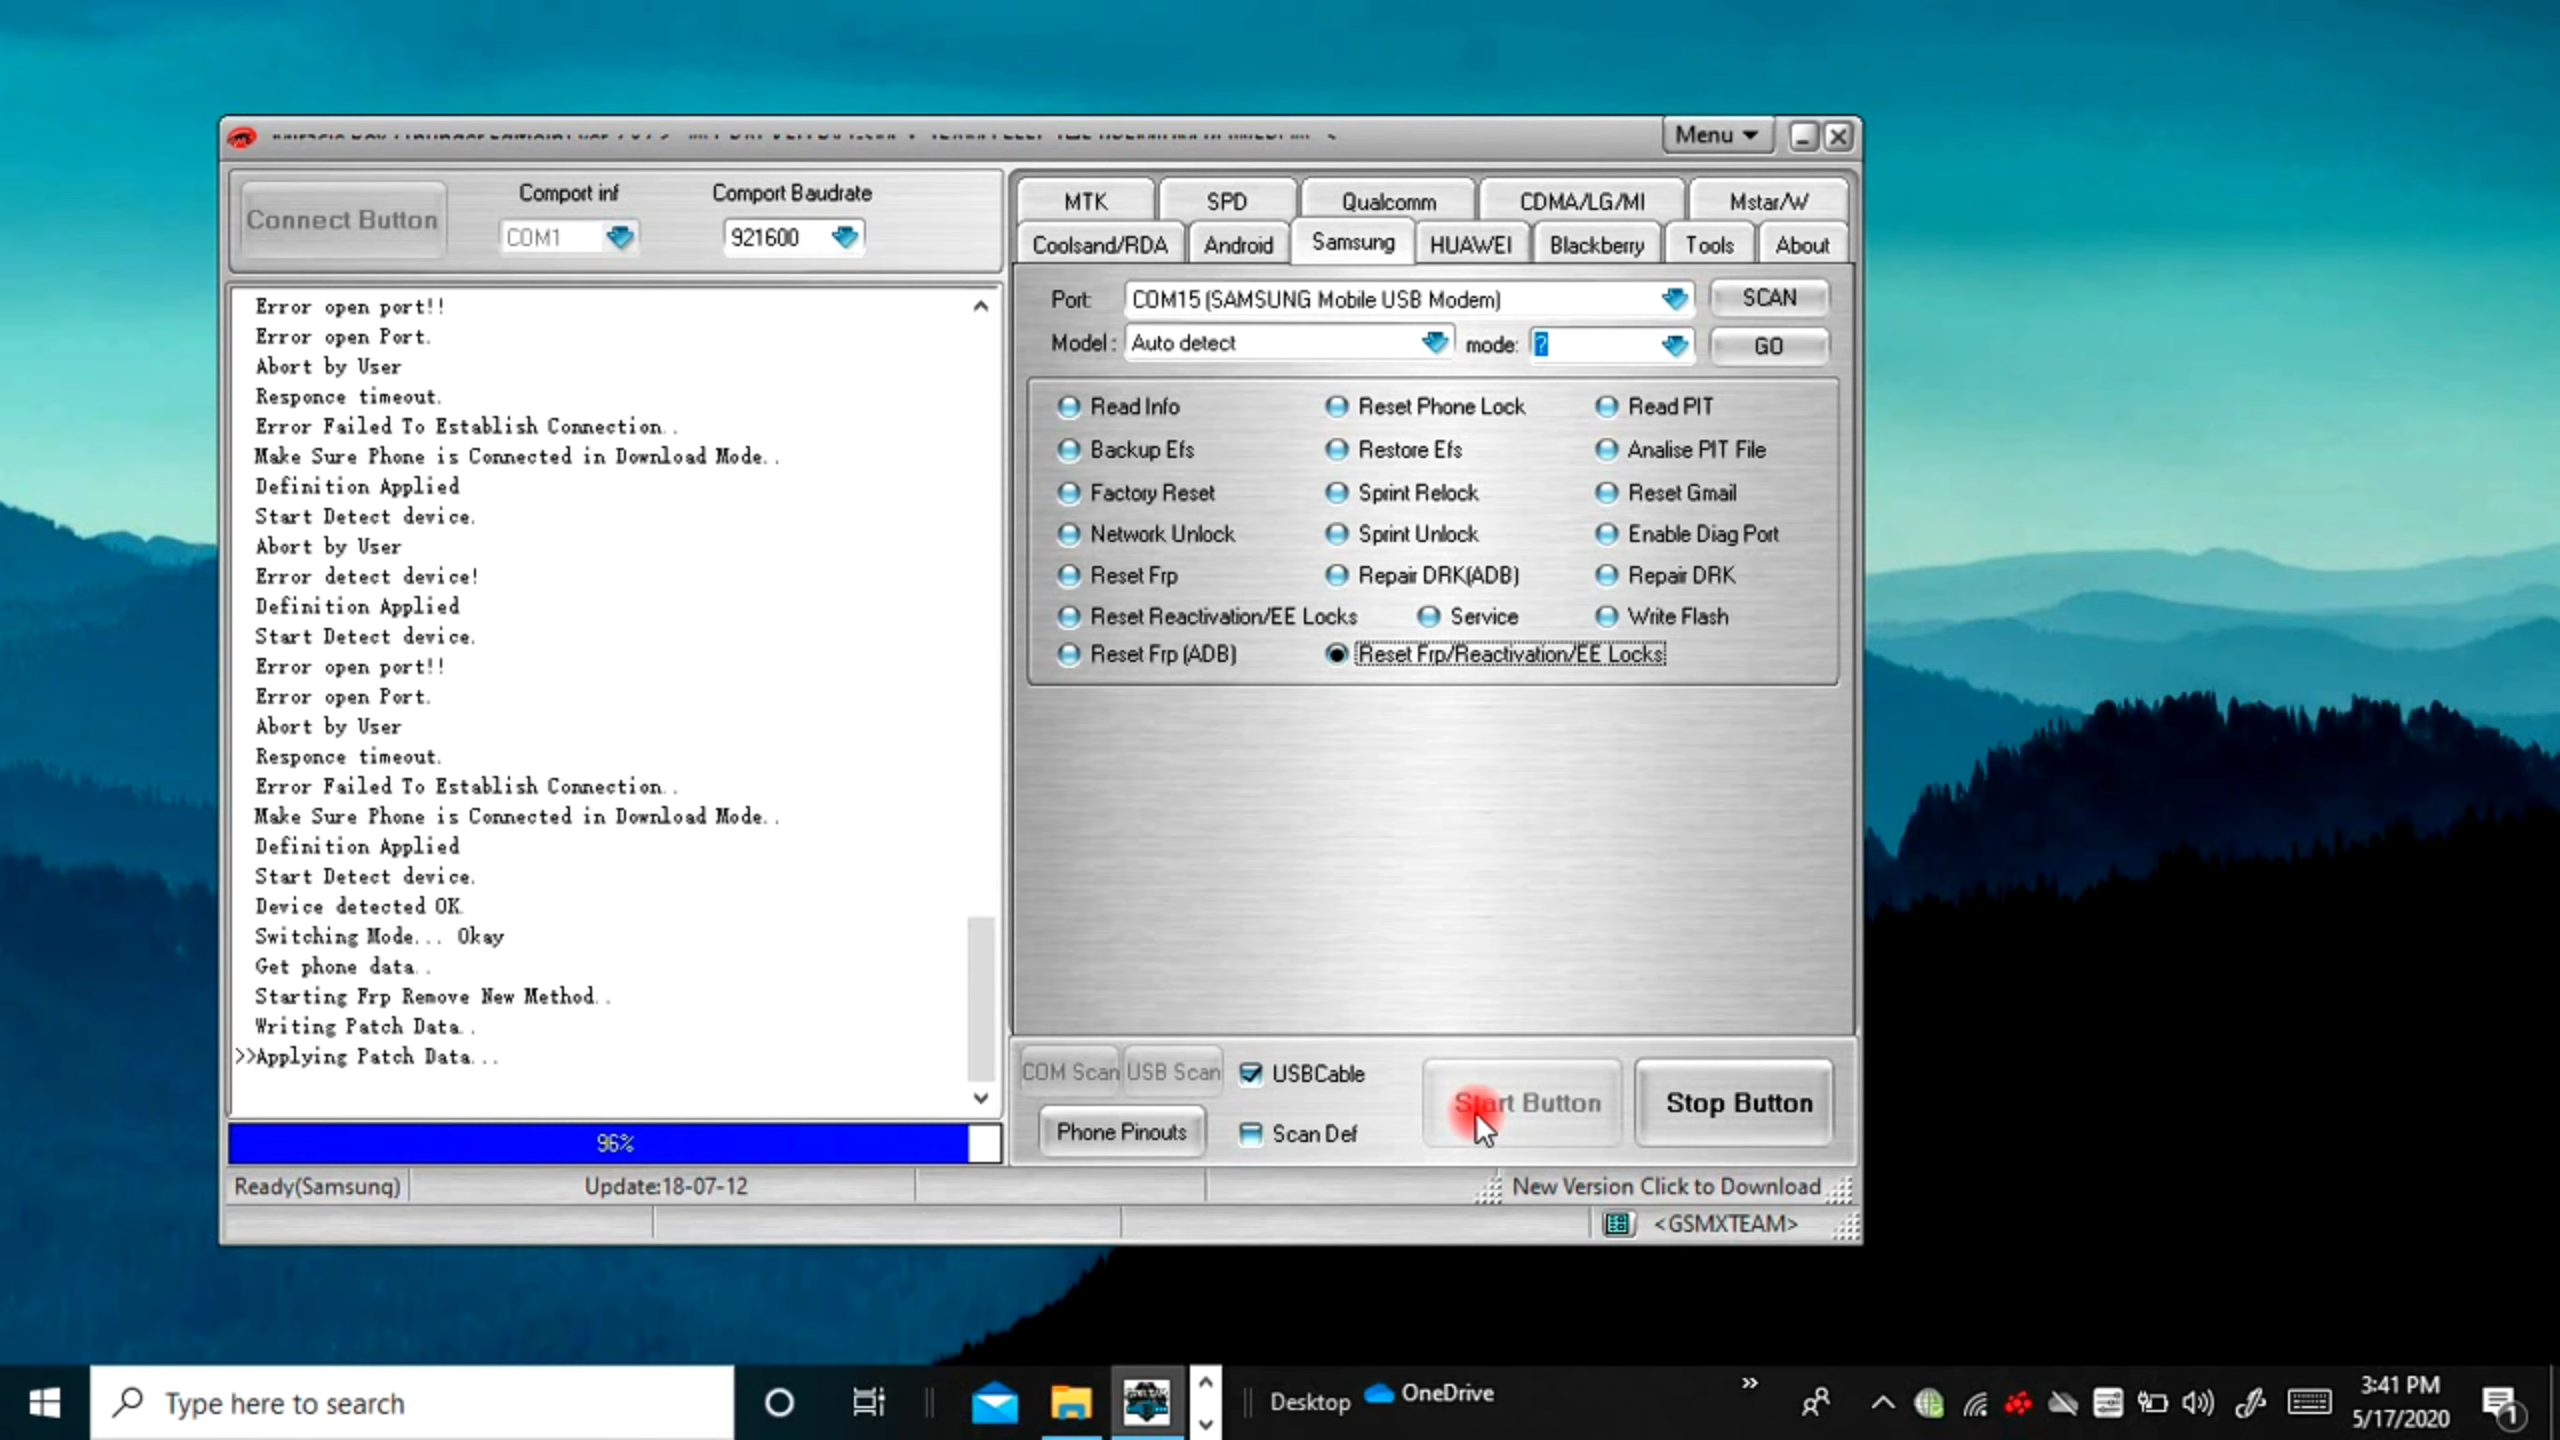 Menu
Connect Button
Comport inf
Comport Baudrate
COM1
921600
Error open port!!
Error open Port.
Abort by User
Responce timeout.
Error Failed To Establish Connection..
Make Sure Phone is Connected in Download Mode..
Definition Applied
Start Detect device.
Abort by User
Error detect device!
Definition Applied
Start Detect device.
Error open port!!
Error open Port.
Abort by User
Responce timeout.
Error Failed To Establish Connection..
Make Sure Phone is Connected in Download Mode..
Definition Applied
Start Detect device.
Device detected OK.
Switching Mode... Okay
Get phone data..
Starting Frp Remove New Method..
Writing Patch Data..
>>Applying Patch Data...
96%
MTK SPD Qualcomm CDMA/LG/MI Mstar/W
Coolsand/RDA Android Samsung HUAWEI Blackberry Tools About
Port: COM15 (SAMSUNG Mobile USB Modem) SCAN
Model : Auto detect mode: ? GO
Read Info Reset Phone Lock Read PIT
Backup Efs Restore Efs Analise PIT File
Factory Reset Sprint Relock Reset Gmail
Network Unlock Sprint Unlock Enable Diag Port
Reset Frp Repair DRK(ADB) Repair DRK
Reset Reactivation/EE Locks Service Write Flash
Reset Frp (ADB) Reset Frp/Reactivation/EE Locks
COM Scan USB Scan USBCable
Phone Pinouts Scan Def
Start Button Stop Button
Ready(Samsung) Update:18-07-12 New Version Click to Download
<GSMXTEAM>
Type here to search
Desktop
OneDrive
3:41 PM
5/17/2020
1